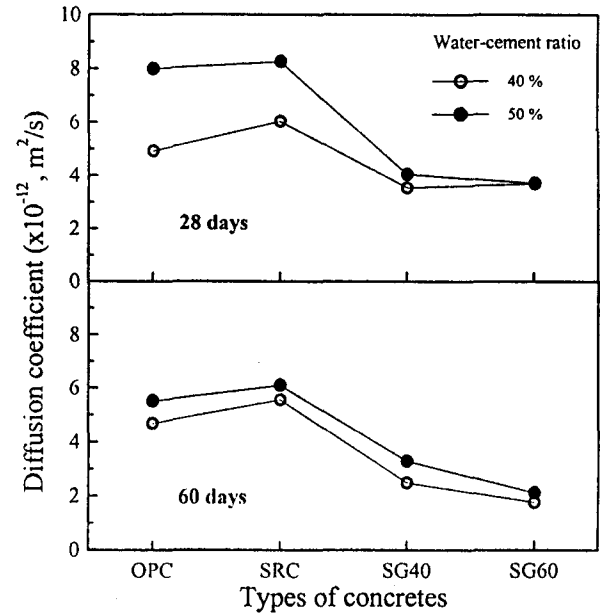 Diffusion coefficient (x10⁻¹², m²/s)
10
8
6
4
2
0
Water-cement ratio
40 %
50 %
28 days
8
6
4
2
0
60 days
OPC SRC SG40 SG60
Types of concretes